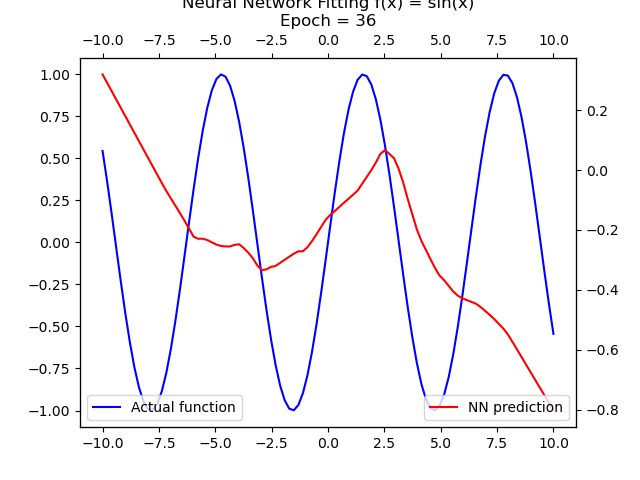 Neural Network Fitting f(x) = sin(x)
Epoch = 36
−10.0 −7.5 −5.0 −2.5 0.0 2.5 5.0 7.5 10.0
1.00
0.75
0.50
0.25
0.00
−0.25
−0.50
−0.75
−1.00
0.2
0.0
−0.2
−0.4
−0.6
−0.8
Actual function
NN prediction
−10.0 −7.5 −5.0 −2.5 0.0 2.5 5.0 7.5 10.0